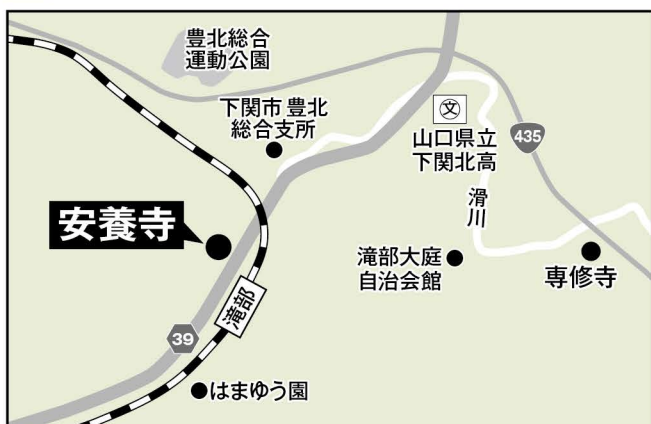 豊北総合
運動公園
下関市 豊北
総合支所
文
山口県立
下関北高
435
滑川
安養寺
滝部大庭
自治会館
専修寺
滝部
39
はまゆう園